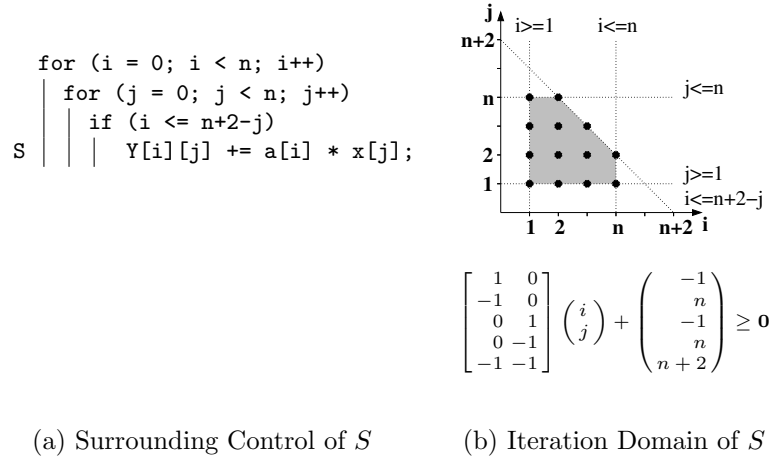 for (i = 0; i < n; i++)
for (j = 0; j < n; j++)
if (i <= n+2-j)
S Y[i][j] += a[i] * x[j];
j i>=1 i<=n
n+2
n j<=n
2
1 j>=1
i<=n+2−j
1 2 n n+2 i
[ 1 0 ] ( −1 )
[ −1 0 ] ( i ) ( n )
[ 0 1 ] ( j ) + ( −1 ) ≥ 0
[ 0 −1 ] ( n )
[ −1 −1 ] ( n + 2 )
(a) Surrounding Control of S (b) Iteration Domain of S